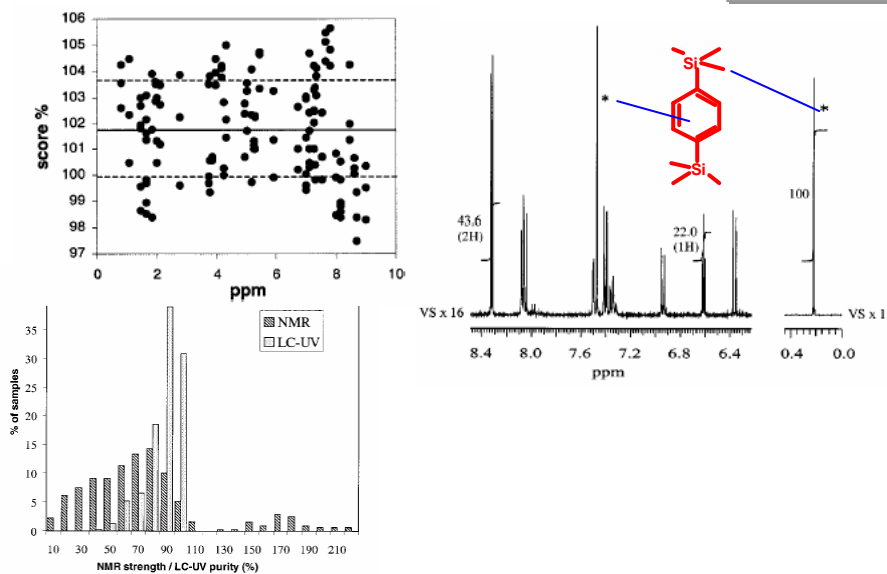 106
105
104
103
102
101
100
99
98
97
score %
0 2 4 6 8 10
ppm
Si
*
*
Si
43.6
(2H)
22.0
(1H)
100
VS x 16
VS x 1
8.4 8.0 7.6 7.2 6.8 6.4
ppm
0.4 0.0
NMR
LC-UV
35
30
25
20
15
10
5
0
% of samples
10 30 50 70 90 110 130 150 170 190 210
NMR strength / LC-UV purity (%)